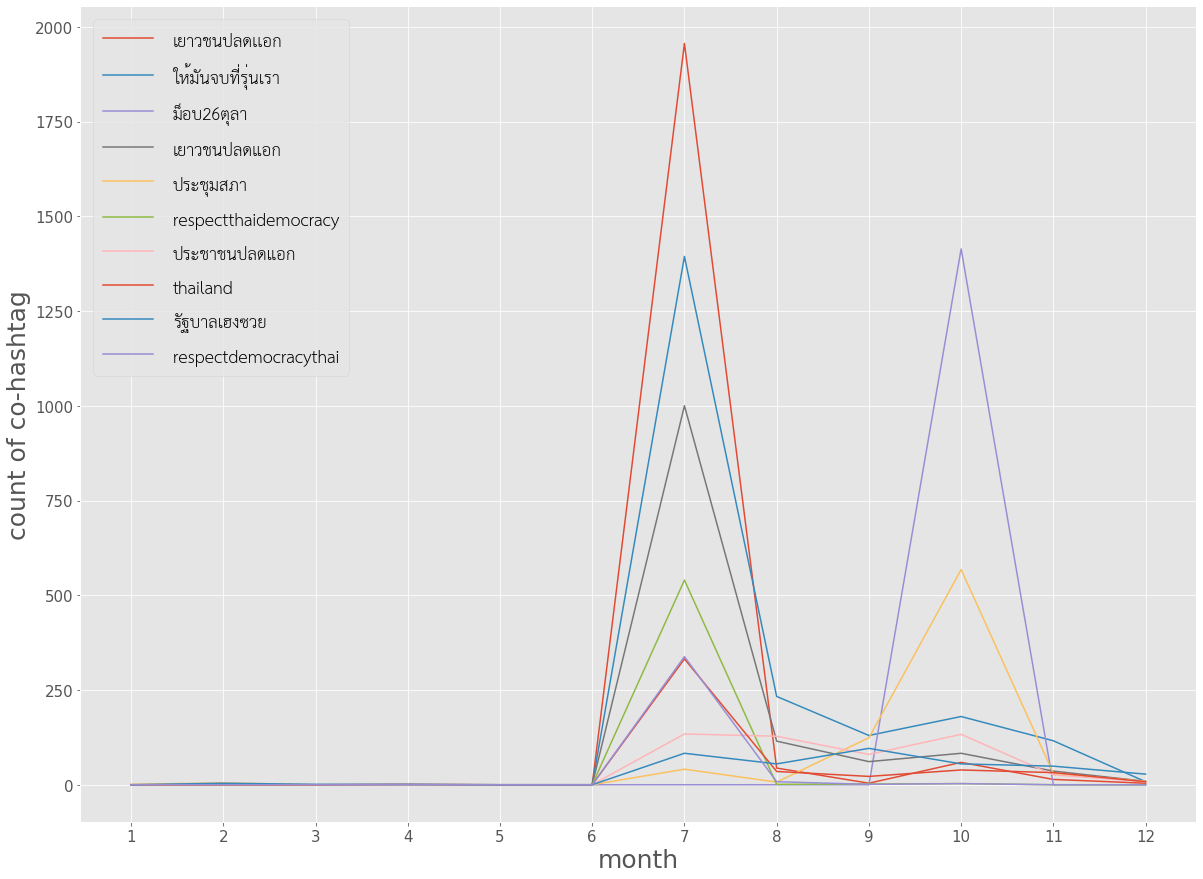 2000
1750
1500
1250
1000
750
500
250
0
count of co-hashtag
เยาวชนปลดแอก
ให้มันจบที่รุ่นเรา
ม็อบ26ตุลา
เยาวชนปลดแอก
ประชุมสภา
respectthaidemocracy
ประชาชนปลดแอก
thailand
รัฐบาลเฮงซวย
respectdemocracythai
1 2 3 4 5 6 7 8 9 10 11 12
month